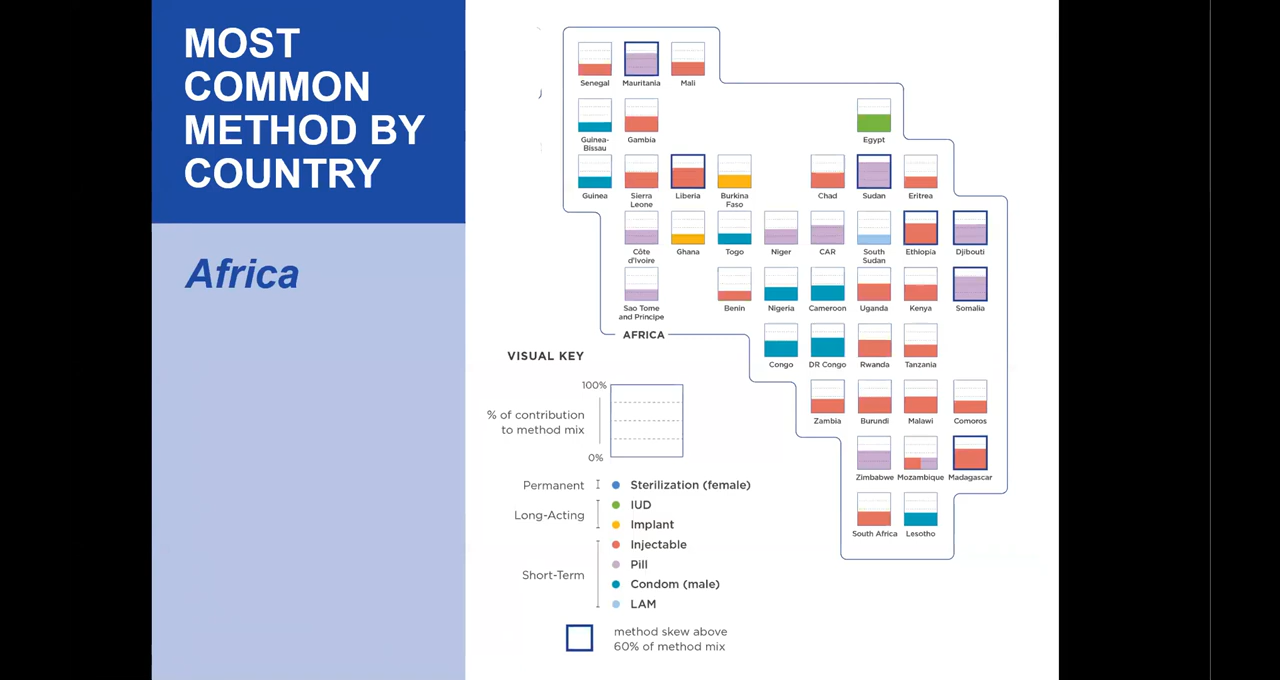 MOST
COMMON
METHOD BY
COUNTRY
Africa
Senegal Mauritania Mali
Guinea-
Bissau Gambia Egypt
Guinea Sierra
Leone Liberia Burkina
Faso Chad Sudan Eritrea
Côte
d'Ivoire Ghana Togo Niger CAR South
Sudan Ethiopia Djibouti
Sao Tome
and Principe Benin Nigeria Cameroon Uganda Kenya Somalia
AFRICA
Congo DR Congo Rwanda Tanzania
Zambia Burundi Malawi Comoros
Zimbabwe Mozambique Madagascar
South Africa Lesotho
VISUAL KEY
100%
% of contribution
to method mix
0%
Permanent Sterilization (female)
Long-Acting IUD
Implant
Short-Term Injectable
Pill
Condom (male)
LAM
method skew above
60% of method mix